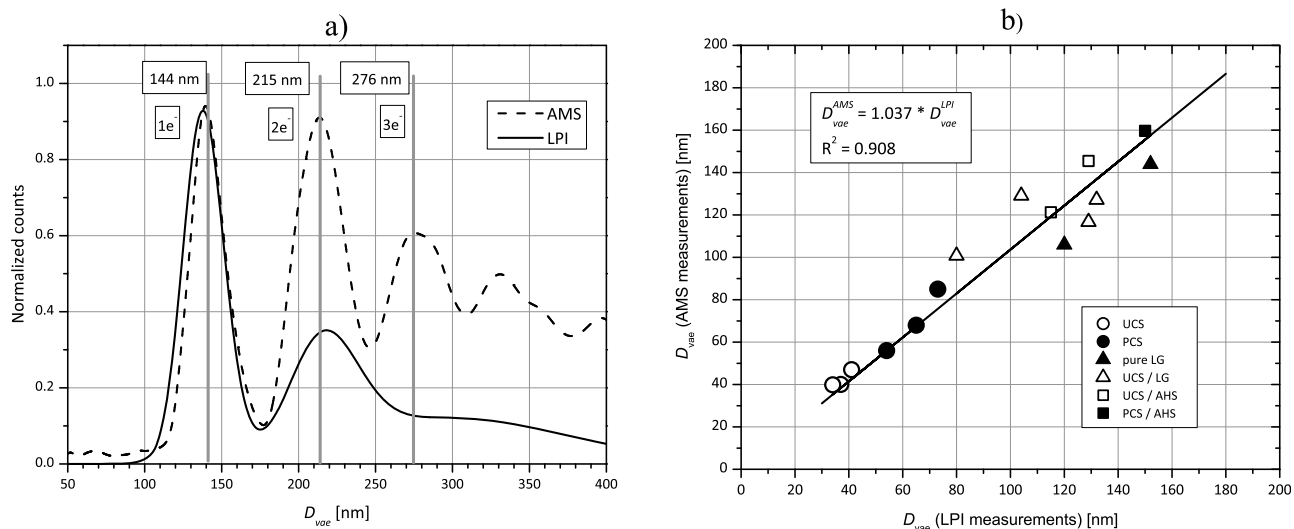 a)
144 nm
215 nm
276 nm
1e-
2e-
3e-
AMS
LPI
Normalized counts
1.0
0.8
0.6
0.4
0.2
0.0
50 100 150 200 250 300 350 400
Dvae [nm]
b)
DvaeAMS = 1.037 * DvaeLPI
R2 = 0.908
Dvae (AMS measurements) [nm]
200
180
160
140
120
100
80
60
40
20
0
UCS
PCS
pure LG
UCS / LG
UCS / AHS
PCS / AHS
0 20 40 60 80 100 120 140 160 180 200
Dvae (LPI measurements) [nm]